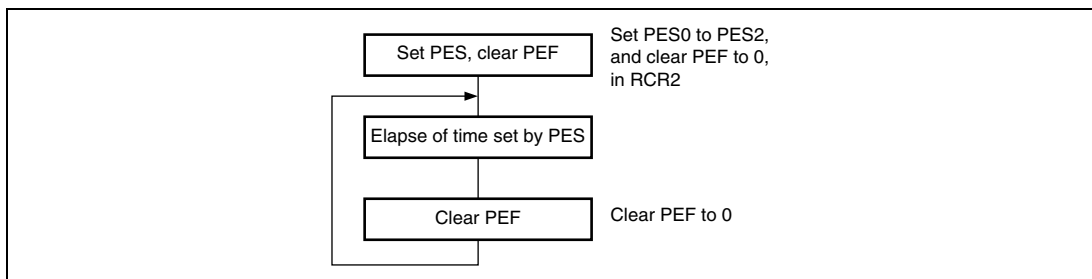 Set PES, clear PEF
Set PES0 to PES2,
and clear PEF to 0,
in RCR2
Elapse of time set by PES
Clear PEF
Clear PEF to 0